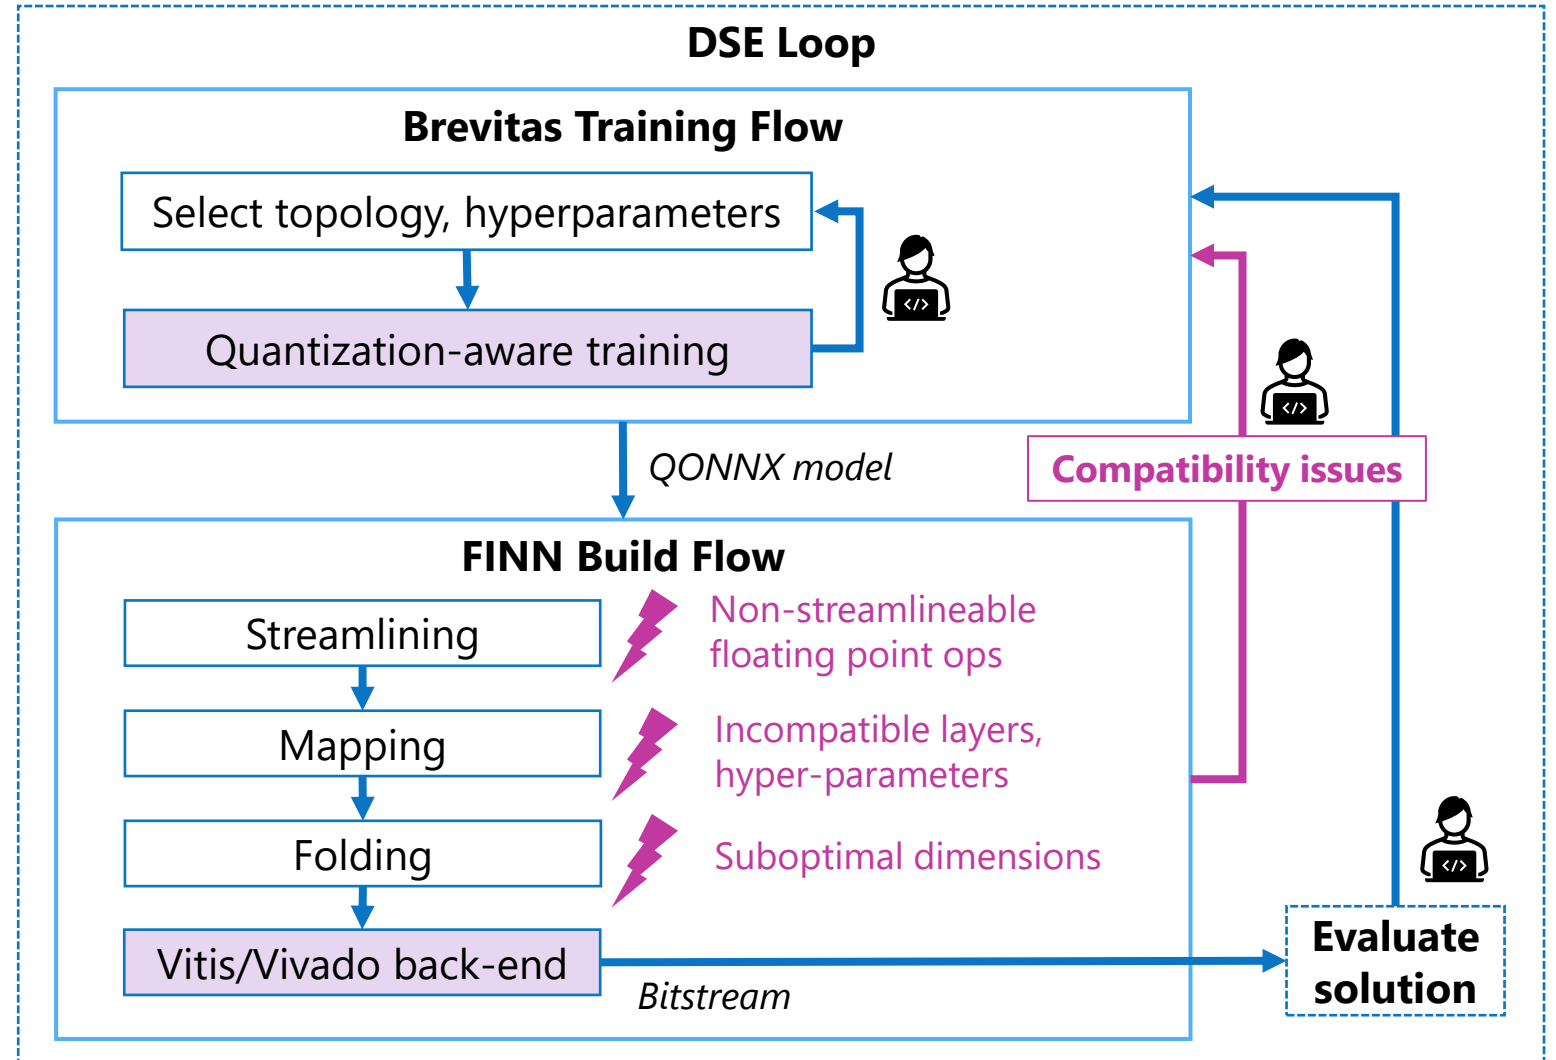 DSE Loop
Brevitas Training Flow
Select topology, hyperparameters
</>
Quantization-aware training
</>
QONNX model
Compatibility issues
FINN Build Flow
Streamlining
Non-streamlineable
floating point ops
Mapping
Incompatible layers,
hyper-parameters
Folding
Suboptimal dimensions
</>
Vitis/Vivado back-end
Bitstream
Evaluate
solution